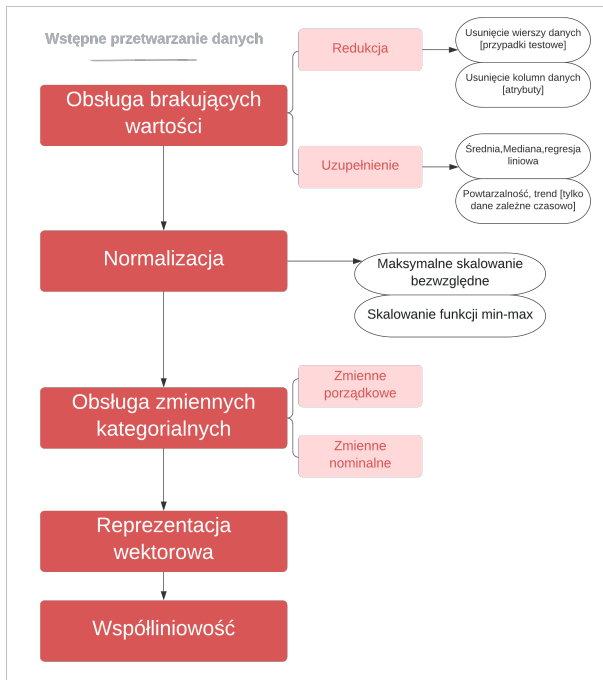 Wstępne przetwarzanie danych
Obsługa brakujących
wartości
Redukcja
Usunięcie wierszy danych
[przypadki testowe]
Usunięcie kolumn danych
[atrybuty]
Uzupełnienie
Średnia,Mediana,regresja
liniowa
Powtarzalność, trend [tylko
dane zależne czasowo]
Normalizacja
Maksymalne skalowanie
bezwzględne
Skalowanie funkcji min-max
Obsługa zmiennych
kategorialnych
Zmienne
porządkowe
Zmienne
nominalne
Reprezentacja
wektorowa
Współliniowość